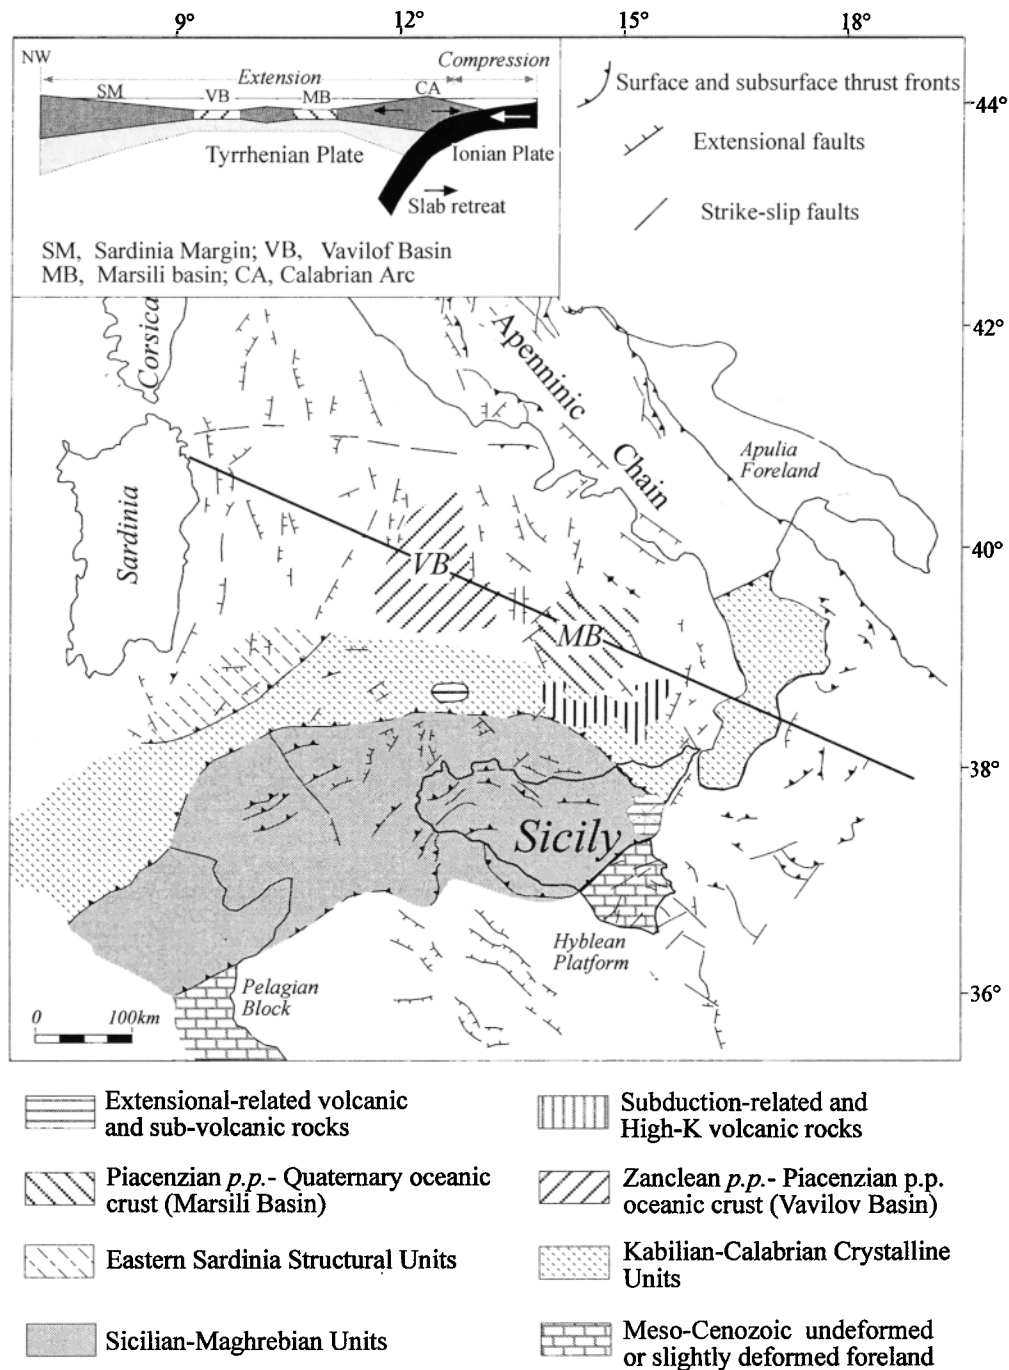 9° 12° 15° 18°
NW
Extension
Compression
SM VB MB CA
Tyrrhenian Plate
Ionian Plate
Slab retreat
SM, Sardinia Margin; VB, Vavilof Basin
MB, Marsili basin; CA, Calabrian Arc
Surface and subsurface thrust fronts
Extensional faults
Strike-slip faults
44°
42°
40°
38°
36°
Corsica
Sardinia
Apenninic
Chain
Apulia
Foreland
VB
MB
Sicily
Hyblean
Platform
Pelagian
Block
0 100km
Extensional-related volcanic
and sub-volcanic rocks
Subduction-related and
High-K volcanic rocks
Piacenzian p.p.- Quaternary oceanic
crust (Marsili Basin)
Zanclean p.p.- Piacenzian p.p.
oceanic crust (Vavilov Basin)
Eastern Sardinia Structural Units
Kabilian-Calabrian Crystalline
Units
Sicilian-Maghrebian Units
Meso-Cenozoic undeformed
or slightly deformed foreland